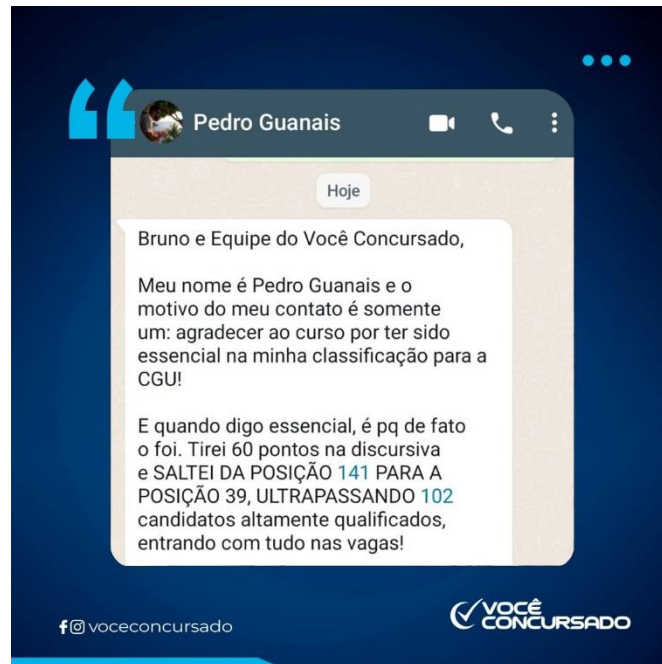 Pedro Guanais
Hoje
Bruno e Equipe do Você Concursado,
Meu nome é Pedro Guanais e o
motivo do meu contato é somente
um: agradecer ao curso por ter sido
essencial na minha classificação para a
CGU!
E quando digo essencial, é pq de fato
o foi. Tirei 60 pontos na discursiva
e SALTEI DA POSIÇÃO 141 PARA A
POSIÇÃO 39, ULTRAPASSANDO 102
candidatos altamente qualificados,
entrando com tudo nas vagas!
voceconcursado
VOCÊ
CONCURSADO